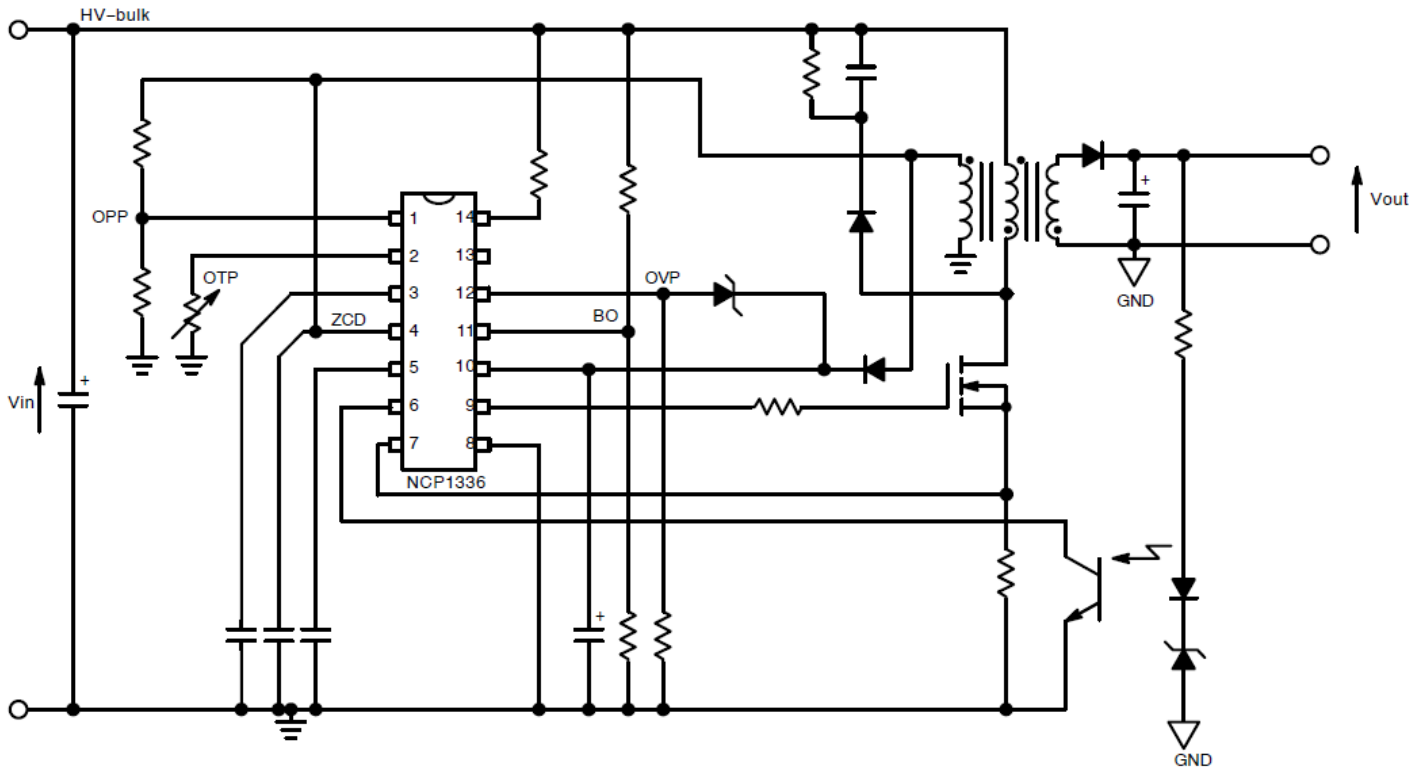 HV-bulk
OPP
OTP
ZCD
OVP
BO
1
2
3
4
5
6
7
14
13
12
11
10
9
8
NCP1336
Vin
+
+
+
Vout
GND
GND